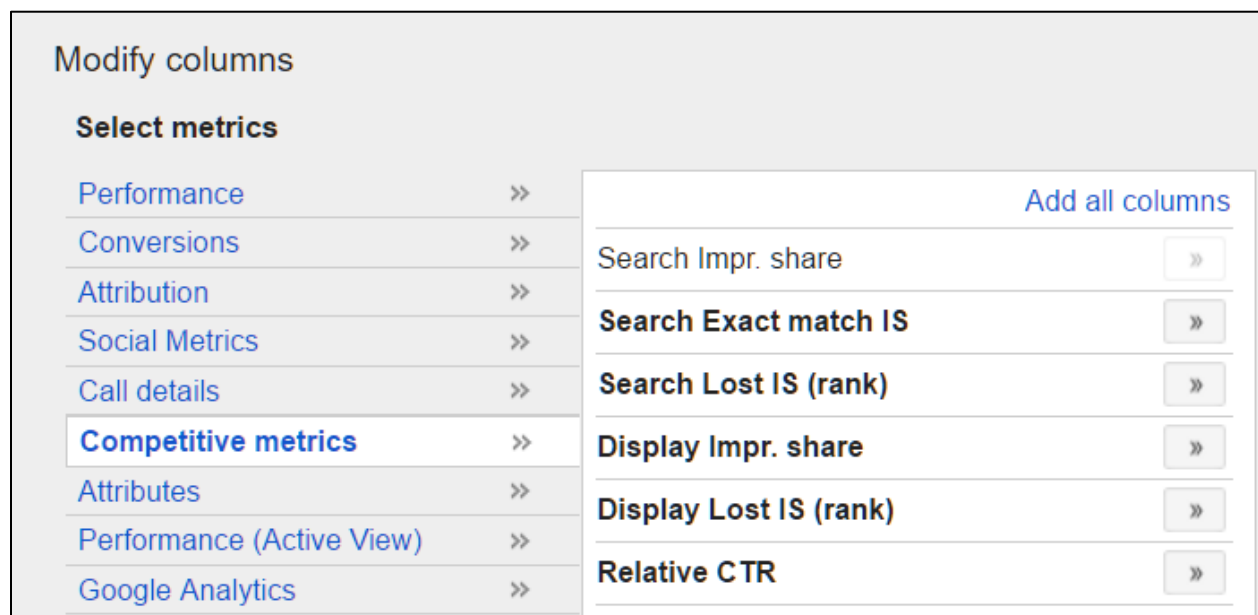 Modify columns
Select metrics
Performance »
Conversions »
Attribution »
Social Metrics »
Call details »
Competitive metrics »
Attributes »
Performance (Active View) »
Google Analytics »
Add all columns
Search Impr. share »
Search Exact match IS »
Search Lost IS (rank) »
Display Impr. share »
Display Lost IS (rank) »
Relative CTR »